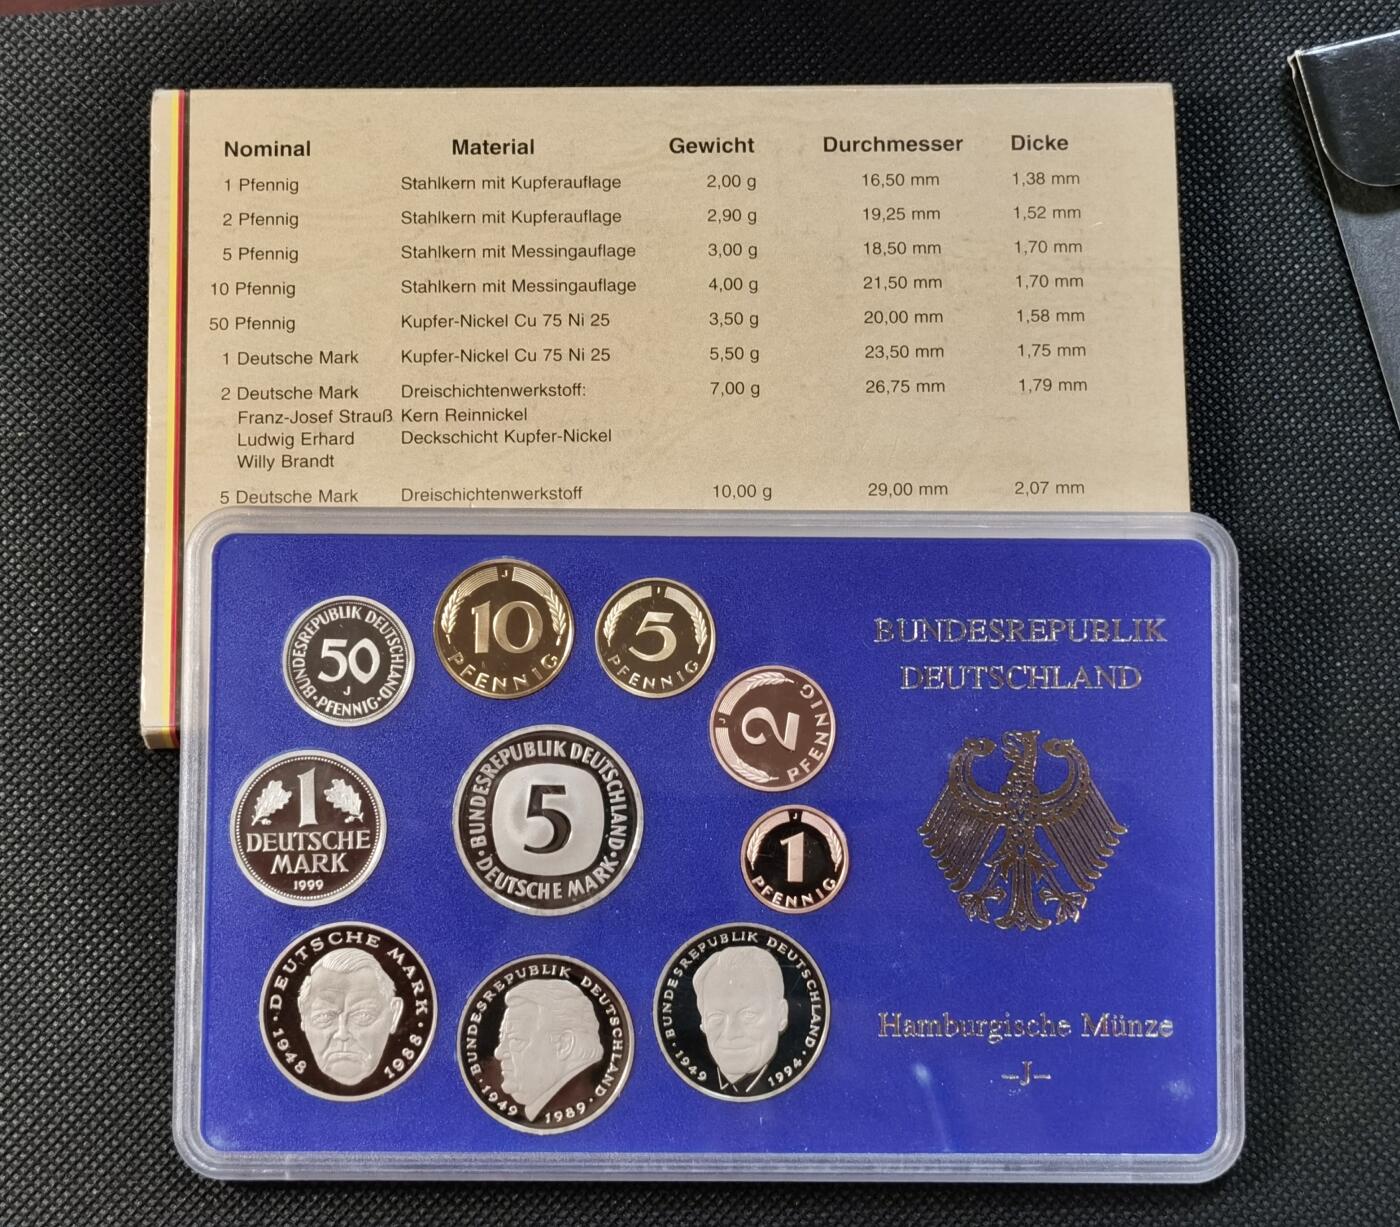 Nominal Material Gewicht Durchmesser Dicke
1 Pfennig Stahlkern mit Kupferauflage 2,00 g 16,50 mm 1,38 mm
2 Pfennig Stahlkern mit Kupferauflage 2,90 g 19,25 mm 1,52 mm
5 Pfennig Stahlkern mit Messingauflage 3,00 g 18,50 mm 1,70 mm
10 Pfennig Stahlkern mit Messingauflage 4,00 g 21,50 mm 1,70 mm
50 Pfennig Kupfer-Nickel Cu 75 Ni 25 3,50 g 20,00 mm 1,58 mm
1 Deutsche Mark Kupfer-Nickel Cu 75 Ni 25 5,50 g 23,50 mm 1,75 mm
2 Deutsche Mark Dreischichtenwerkstoff: 7,00 g 26,75 mm 1,79 mm
Franz-Josef Strauß Kern Reinnickel
Ludwig Erhard Deckschicht Kupfer-Nickel
Willy Brandt
5 Deutsche Mark Dreischichtenwerkstoff 10,00 g 29,00 mm 2,07 mm
BUNDESREPUBLIK DEUTSCHLAND
50
J
·PFENNIG·
J
10
PFENNIG
J
5
PFENNIG
J
2
PFENNIG
1
DEUTSCHE
MARK
1999
BUNDESREPUBLIK DEUTSCHLAND
5
·DEUTSCHE MARK·
J
1
PFENNIG
·DEUTSCHE MARK·
1948 1988
·BUNDESREPUBLIK DEUTSCHLAND·
1949 1989
·BUNDESREPUBLIK DEUTSCHLAND·
1949 1994
BUNDESREPUBLIK
DEUTSCHLAND
Hamburgische Münze
–J–